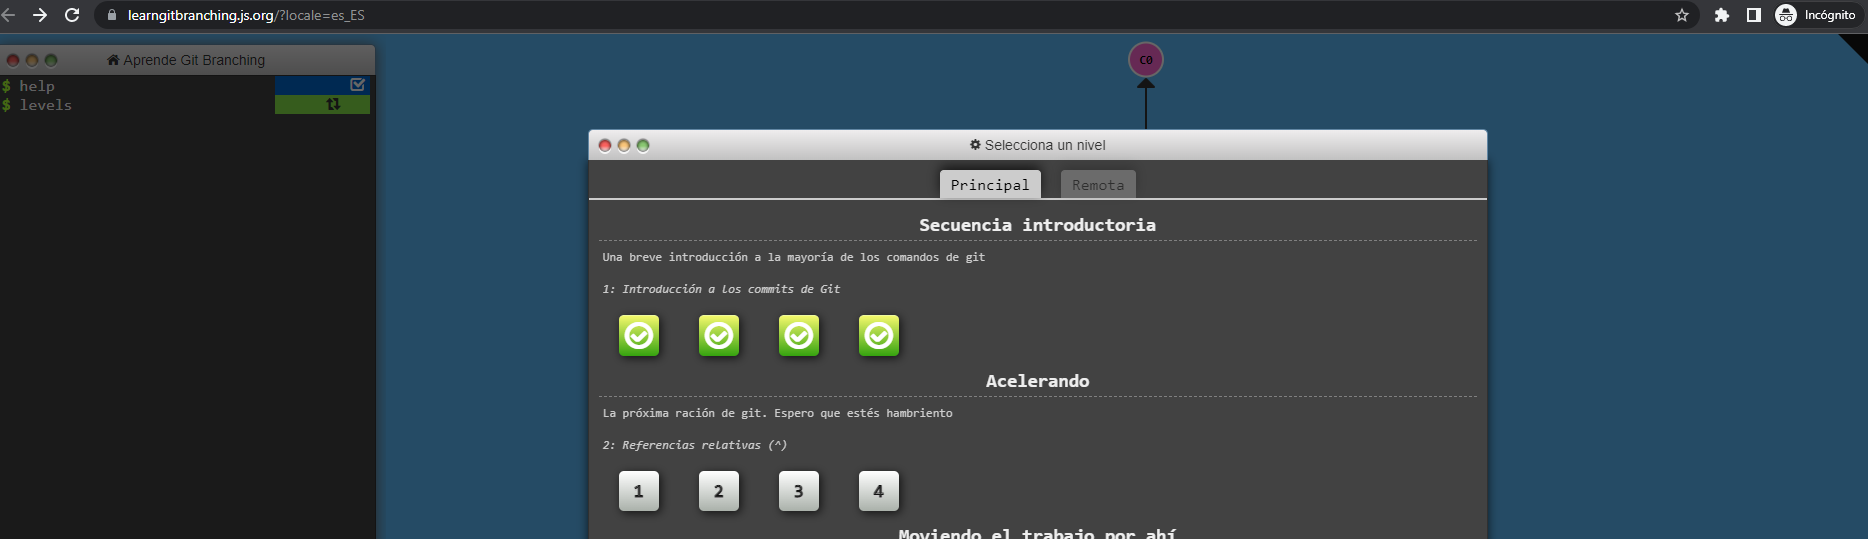 learngitbranching.js.org/?locale=es_ES
Incógnito
Aprende Git Branching
$ help
$ levels
C0
Selecciona un nivel
Principal Remota
Secuencia introductoria
Una breve introducción a la mayoría de los comandos de git
1: Introducción a los commits de Git
Acelerando
La próxima ración de git. Espero que estés hambriento
2: Referencias relativas (^)
1 2 3 4
Moviendo el trabajo por ahí